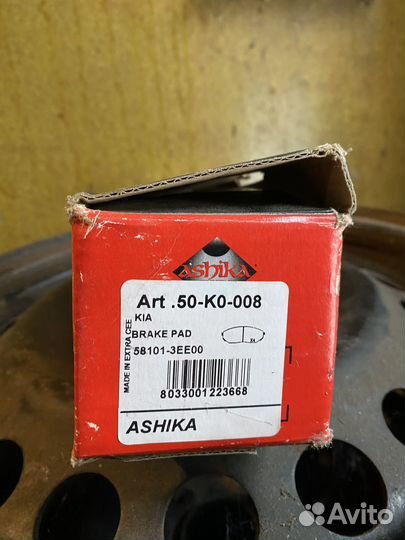 ashika
Art .50-K0-008
KIA
BRAKE PAD
58101-3EE00
MADE IN EXTRA CEE
8033001223668
ASHIKA
Avito